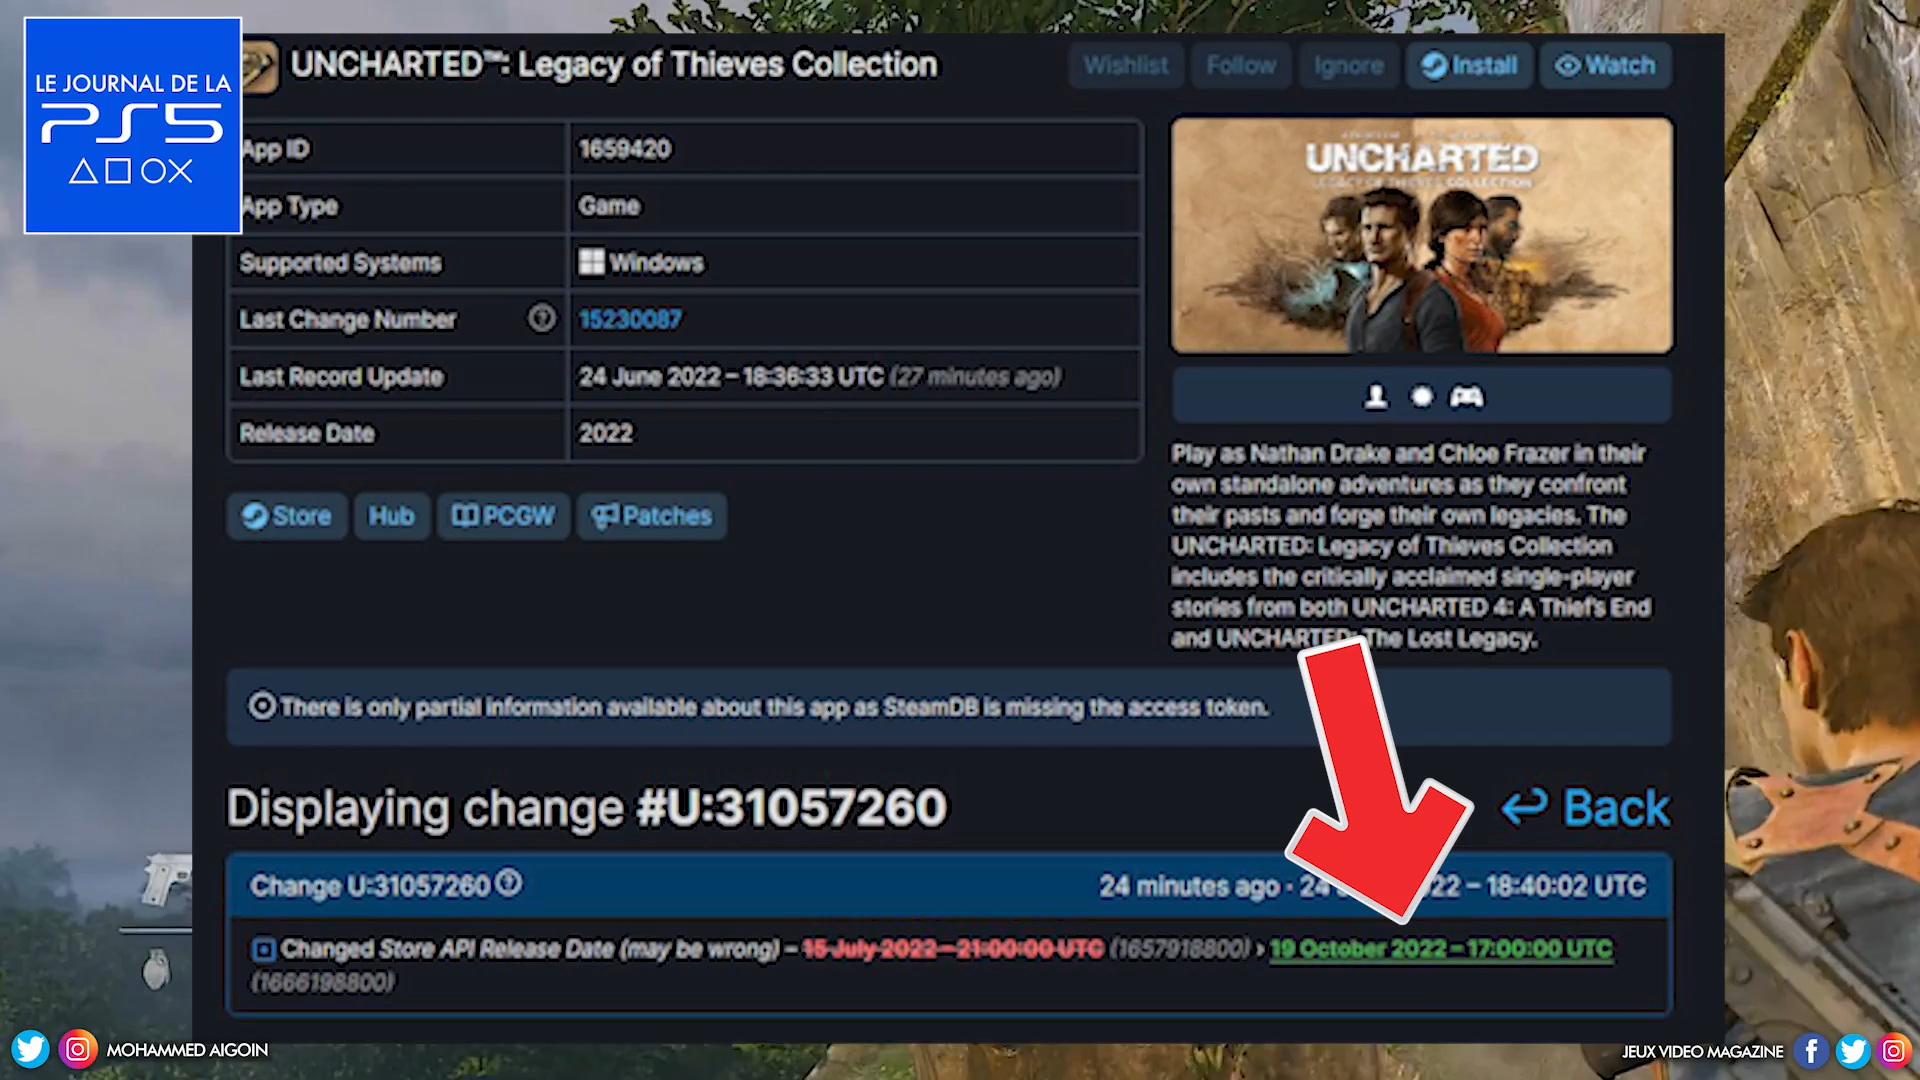 LE JOURNAL DE LA
PS5
UNCHARTED™: Legacy of Thieves Collection
Wishlist
Follow
Ignore
Install
Watch
App ID
1659420
App Type
Game
Supported Systems
Windows
Last Change Number
15230087
Last Record Update
24 June 2022 – 18:36:33 UTC (27 minutes ago)
Release Date
2022
UNCHARTED
LEGACY OF THIEVES COLLECTION
Store
Hub
PCGW
Patches
Play as Nathan Drake and Chloe Frazer in their
own standalone adventures as they confront
their pasts and forge their own legacies. The
UNCHARTED: Legacy of Thieves Collection
includes the critically acclaimed single-player
stories from both UNCHARTED 4: A Thief's End
and UNCHARTED: The Lost Legacy.
There is only partial information available about this app as SteamDB is missing the access token.
Displaying change #U:31057260
Back
Change U:31057260
24 minutes ago · 24 22 – 18:40:02 UTC
Changed Store API Release Date (may be wrong) – 15 July 2022 – 21:00:00 UTC (1657918800) › 19 October 2022 – 17:00:00 UTC
(1666198800)
MOHAMMED AIGOIN
JEUX VIDEO MAGAZINE